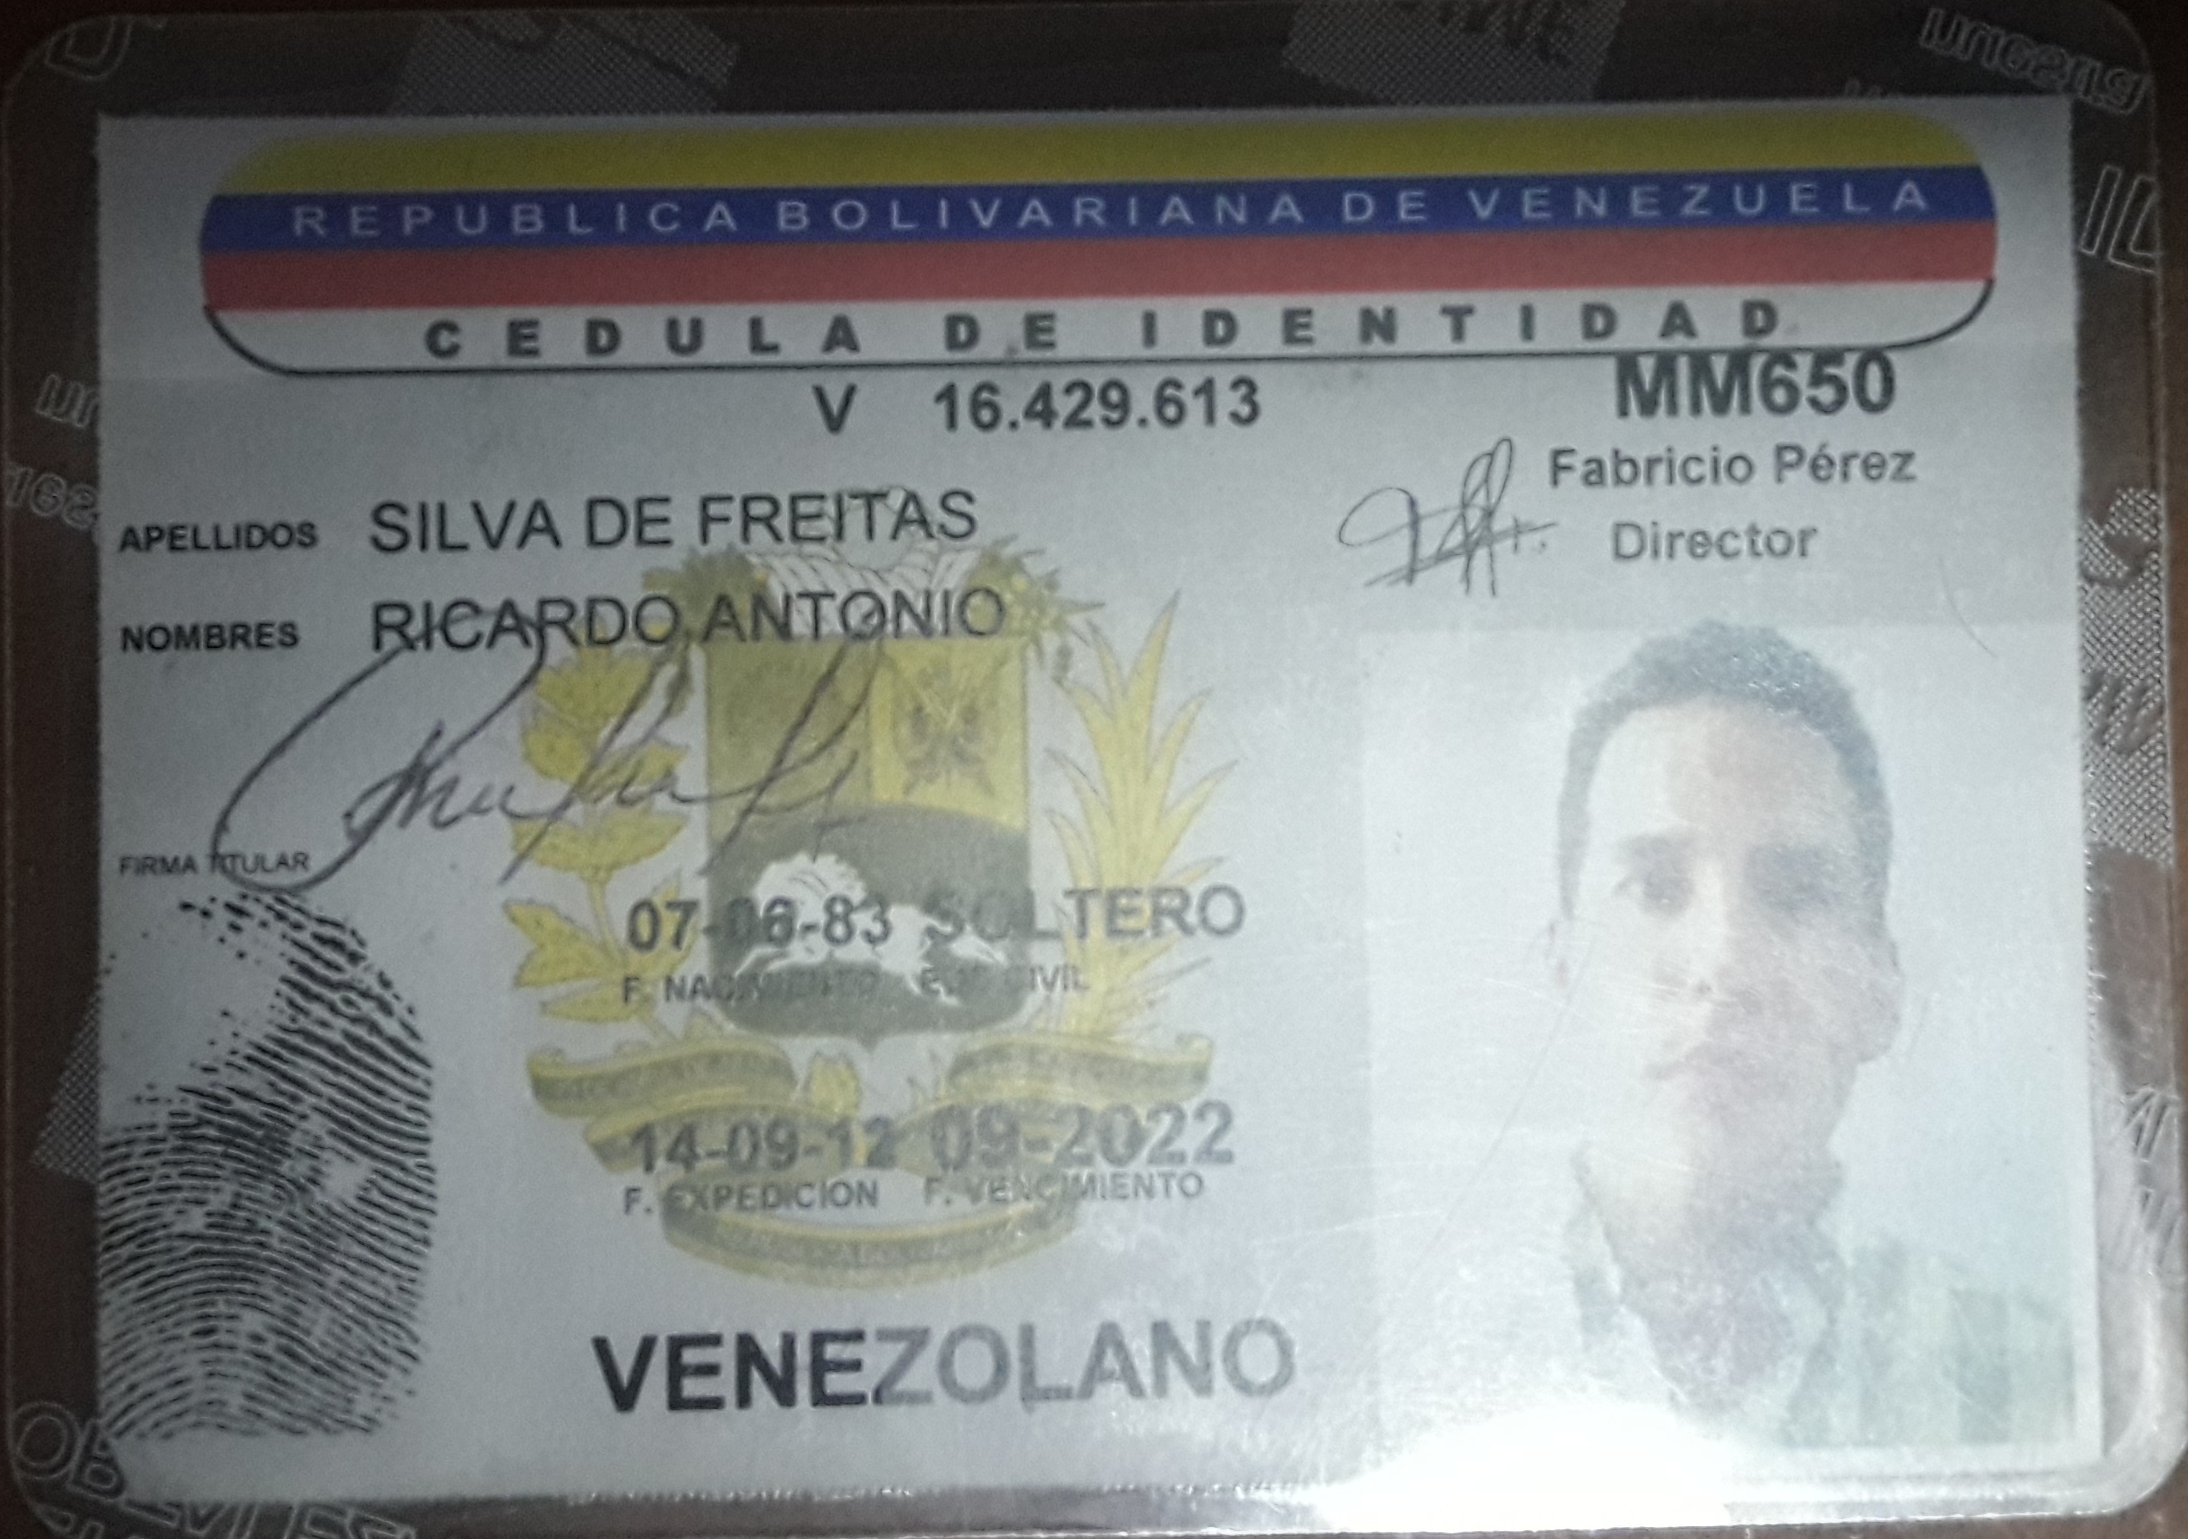 REPUBLICA BOLIVARIANA DE VENEZUELA
CEDULA DE IDENTIDAD
V 16.429.613 MM650
Fabricio Pérez
Director
APELLIDOS SILVA DE FREITAS
NOMBRES RICARDO ANTONIO
FIRMA TITULAR
07-06-83 SOLTERO
F. NACIMIENTO EDO. CIVIL
14-09-12 09-2022
F. EXPEDICION F. VENCIMIENTO
VENEZOLANO